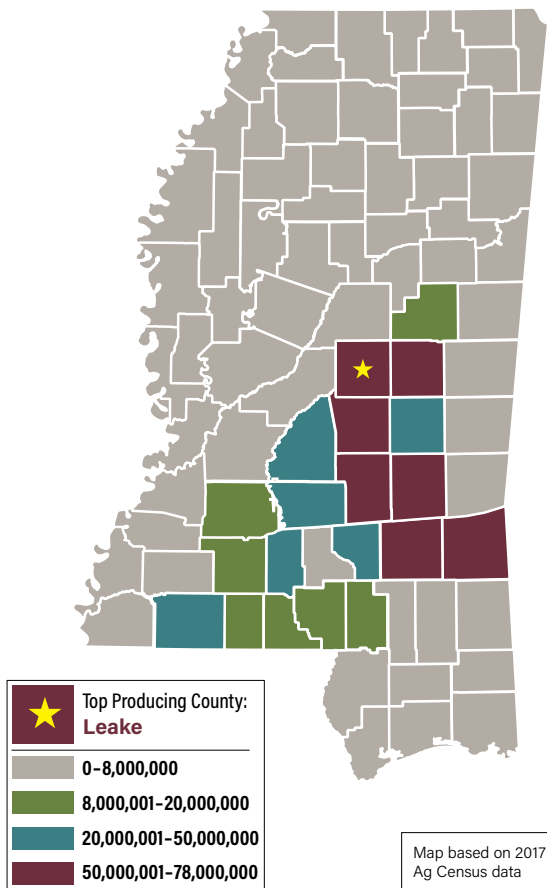 Top Producing County:
Leake
0–8,000,000
8,000,001–20,000,000
20,000,001–50,000,000
50,000,001–78,000,000
Map based on 2017
Ag Census data